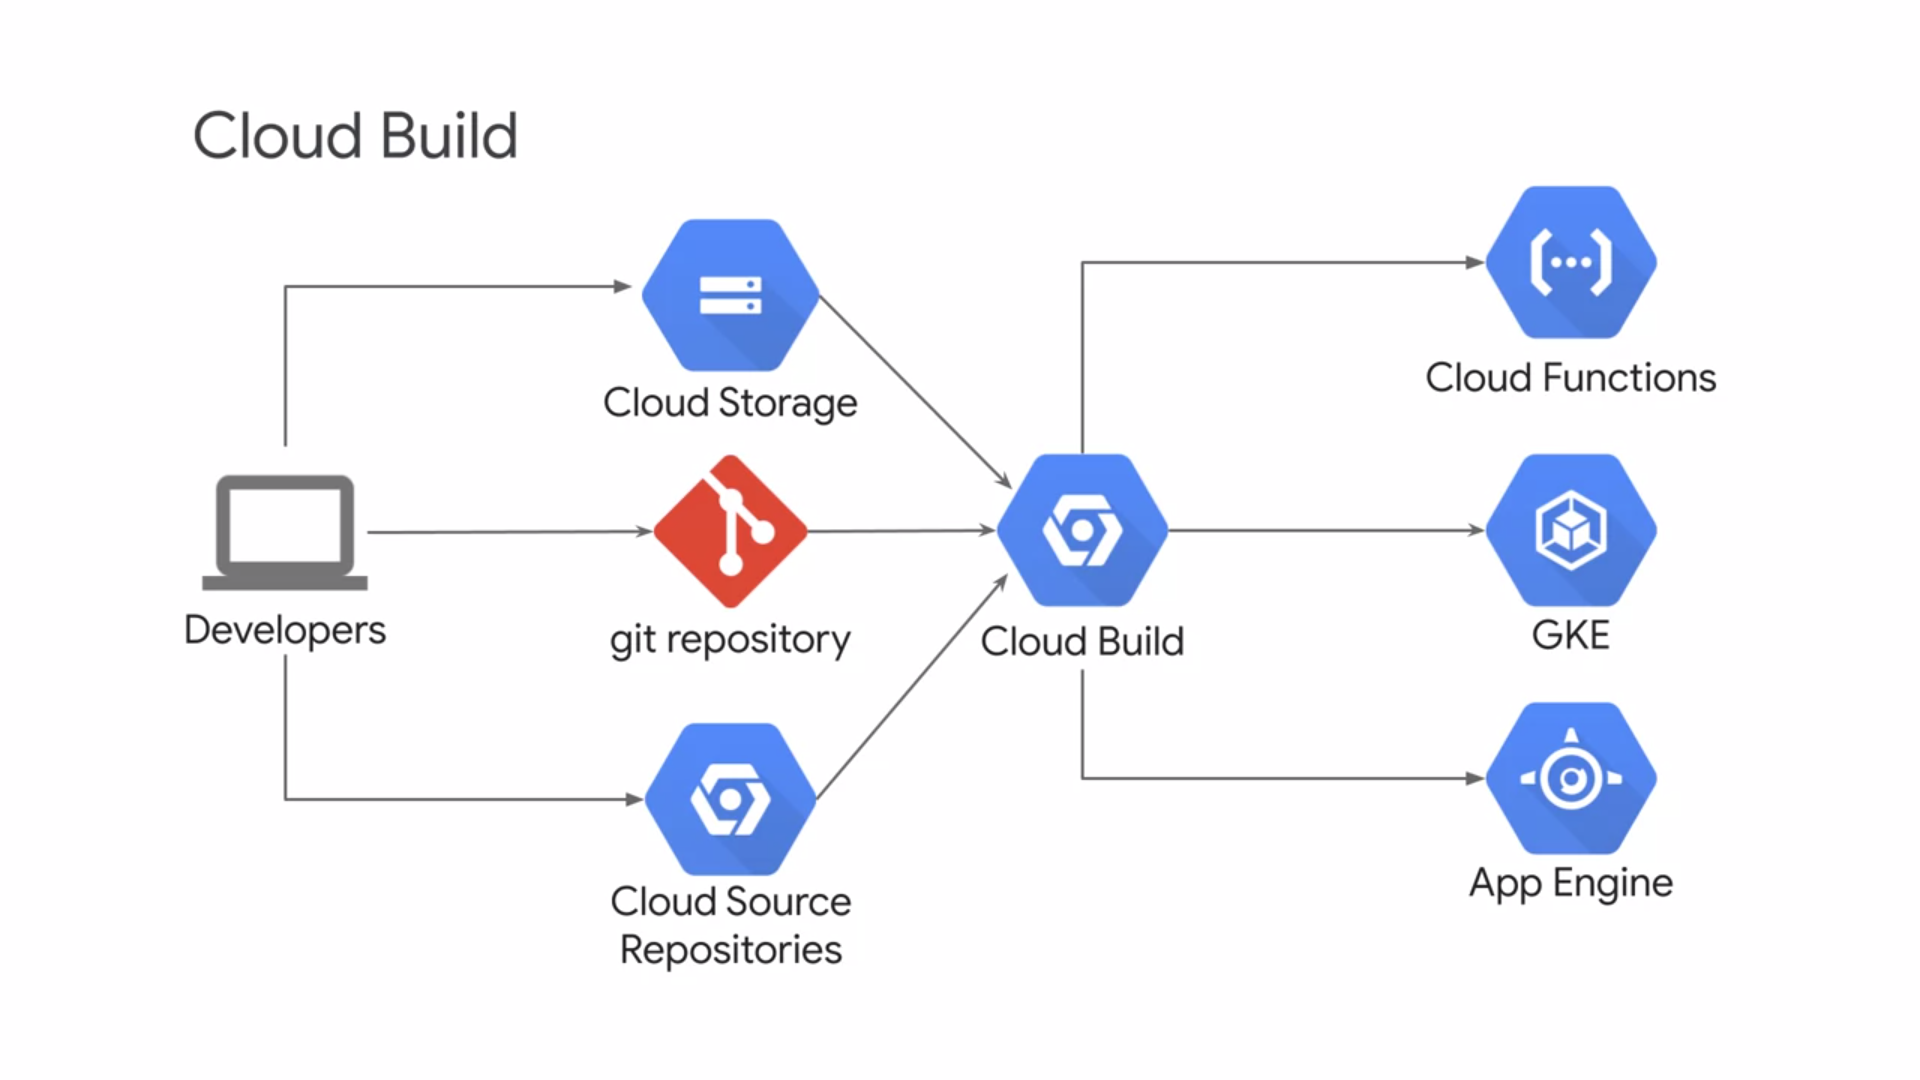 Cloud Build
Cloud Storage
Cloud Functions
Developers
git repository
Cloud Build
GKE
Cloud Source
Repositories
App Engine